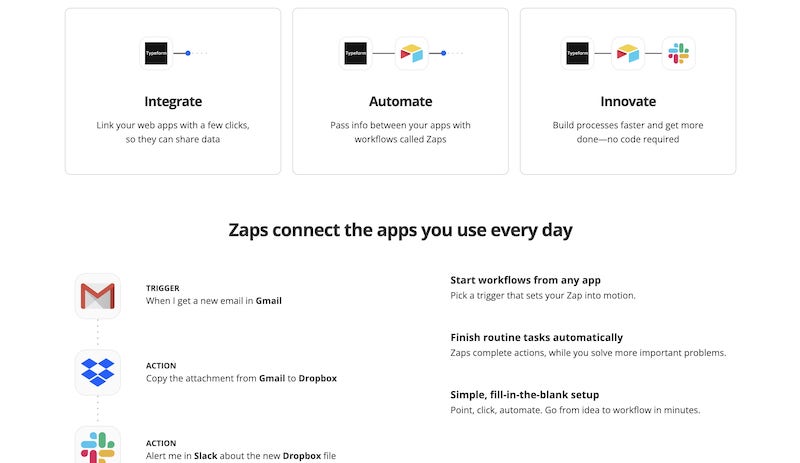 Typeform
Integrate
Link your web apps with a few clicks,
so they can share data
Typeform
Automate
Pass info between your apps with
workflows called Zaps
Typeform
Innovate
Build processes faster and get more
done—no code required
Zaps connect the apps you use every day
TRIGGER
When I get a new email in Gmail
ACTION
Copy the attachment from Gmail to Dropbox
ACTION
Alert me in Slack about the new Dropbox file
Start workflows from any app
Pick a trigger that sets your Zap into motion.
Finish routine tasks automatically
Zaps complete actions, while you solve more important problems.
Simple, fill-in-the-blank setup
Point, click, automate. Go from idea to workflow in minutes.